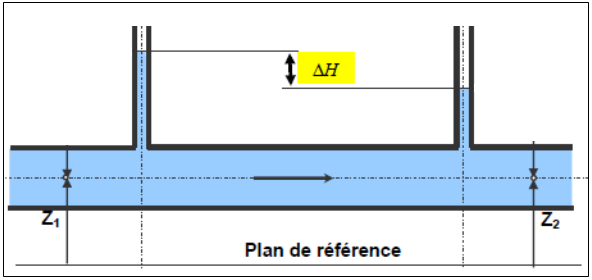 ΔH
Z₁
Z₂
Plan de référence